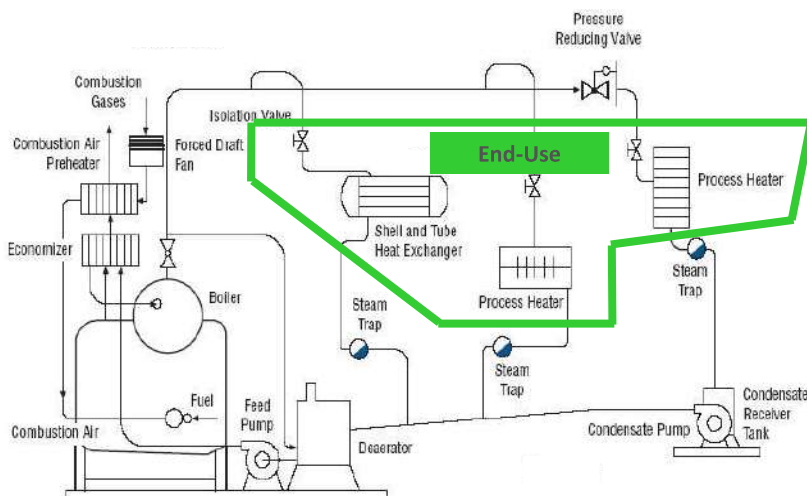 Pressure
Reducing Valve
Combustion
Gases
Isolation Valve
Combustion Air
Preheater
Forced Draft
Fan
End-Use
Process Heater
Shell and Tube
Heat Exchanger
Economizer
Steam
Trap
Boiler
Process Heater
Steam
Trap
Steam
Trap
Fuel
Combustion Air
Feed
Pump
Deaerator
Condensate Pump
Condensate
Receiver
Tank